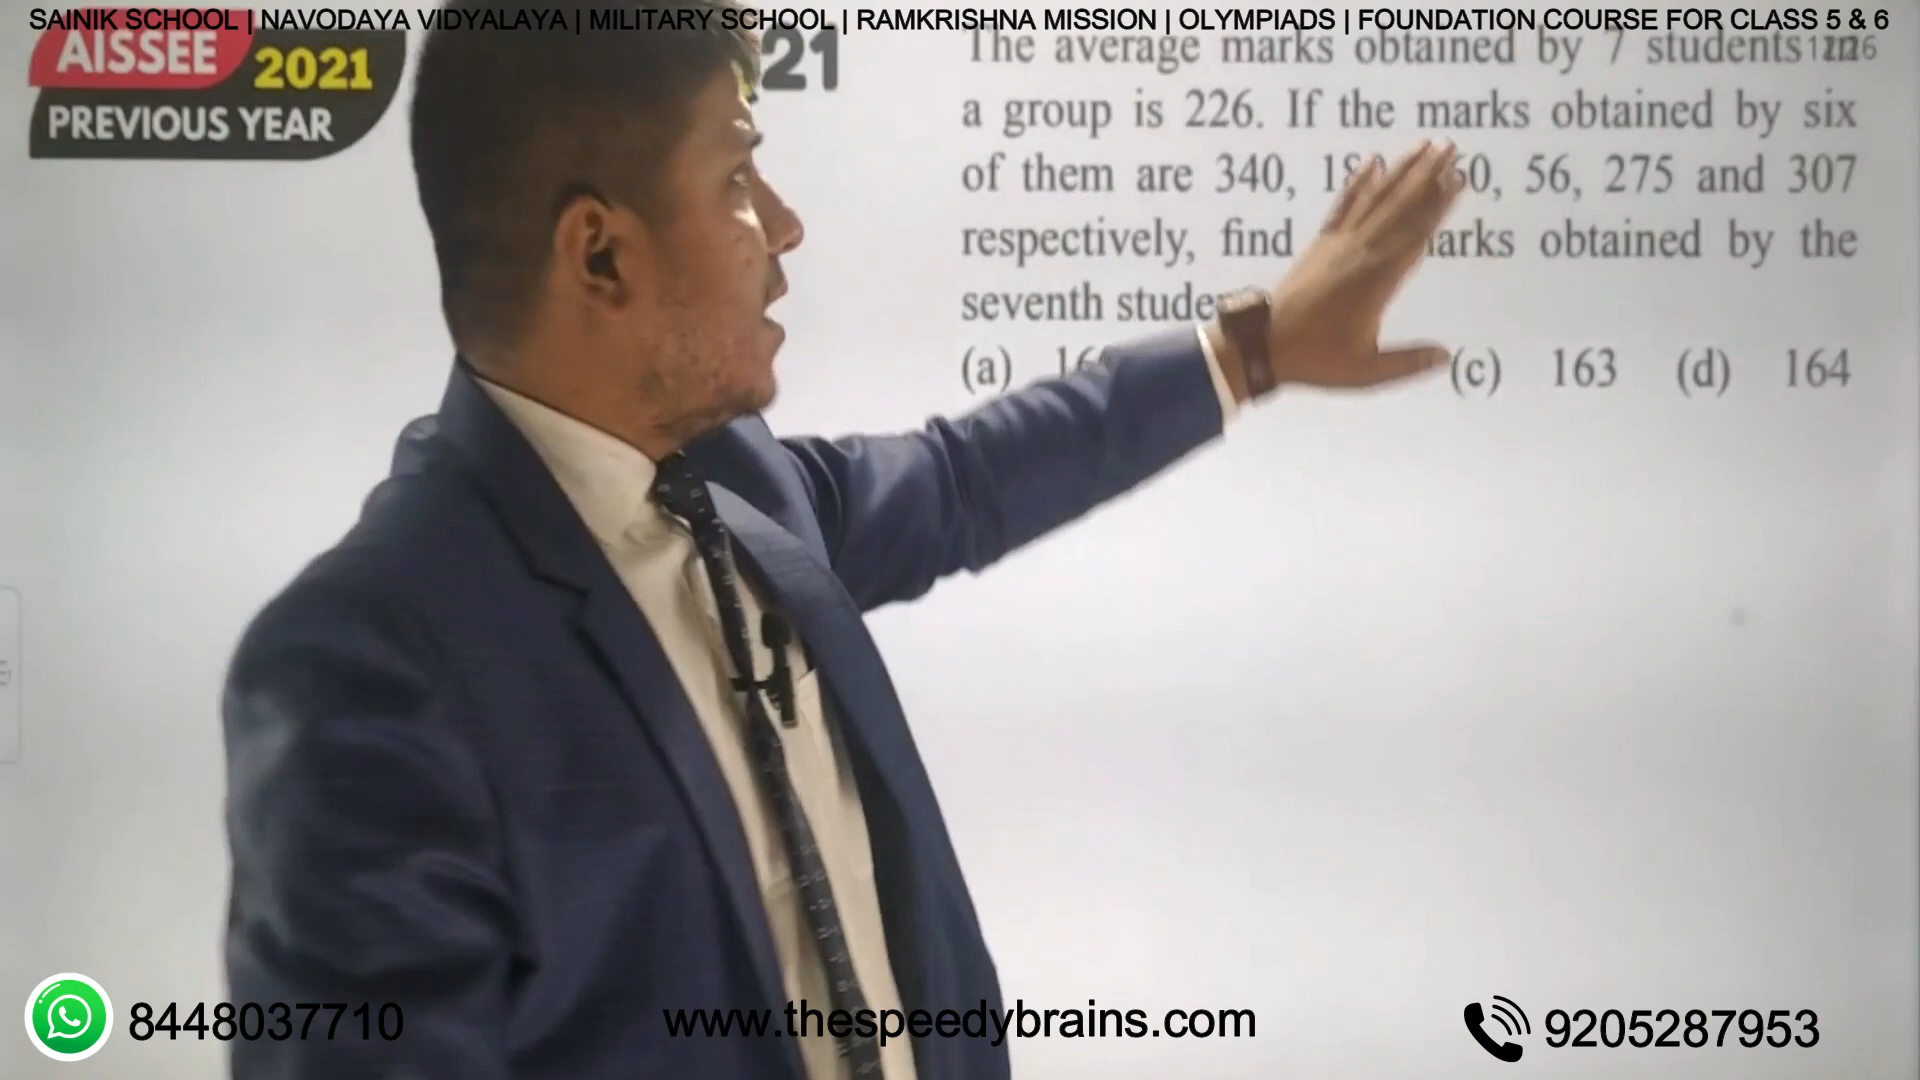 SAINIK SCHOOL | NAVODAYA VIDYALAYA | MILITARY SCHOOL | RAMKRISHNA MISSION | OLYMPIADS | FOUNDATION COURSE FOR CLASS 5 & 6
AISSEE
2021
PREVIOUS YEAR
21
The average marks obtained by 7 students in
a group is 226. If the marks obtained by six
of them are 340, 56, 275 and 307
respectively, find obtained by the
seventh
(a) (c) 163 (d) 164
8448037710
www.thespeedybrains.com
9205287953